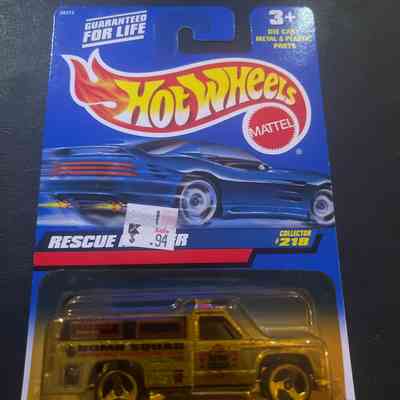 GUARANTEED
FOR LIFE
3+
DIE CAST
METAL & PLASTIC
PARTS
Hot Wheels
MATTEL
.94
RESCUE
COLLECTOR
#218
BOMB SQUAD